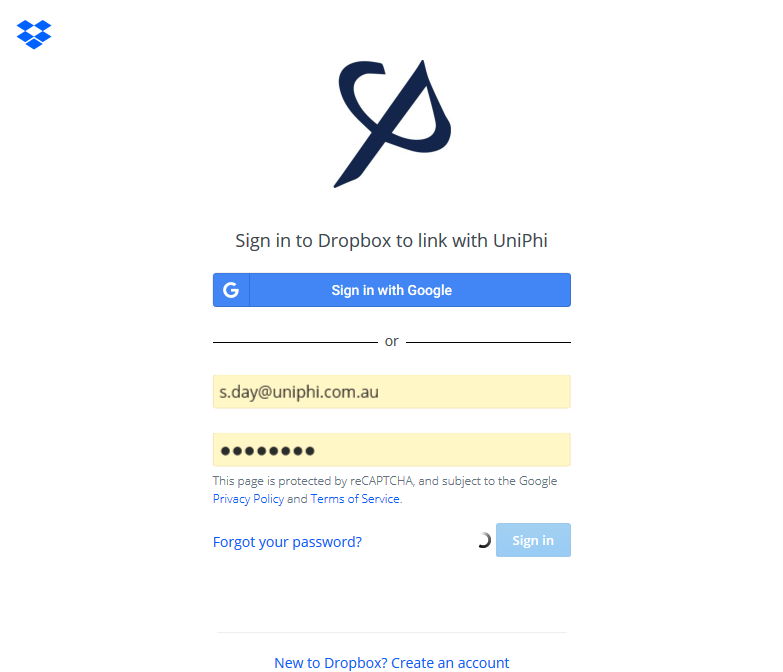 Sign in to Dropbox to link with UniPhi
G Sign in with Google
or
s.day@uniphi.com.au
••••••••
This page is protected by reCAPTCHA, and subject to the Google
Privacy Policy and Terms of Service.
Forgot your password? Sign in
New to Dropbox? Create an account